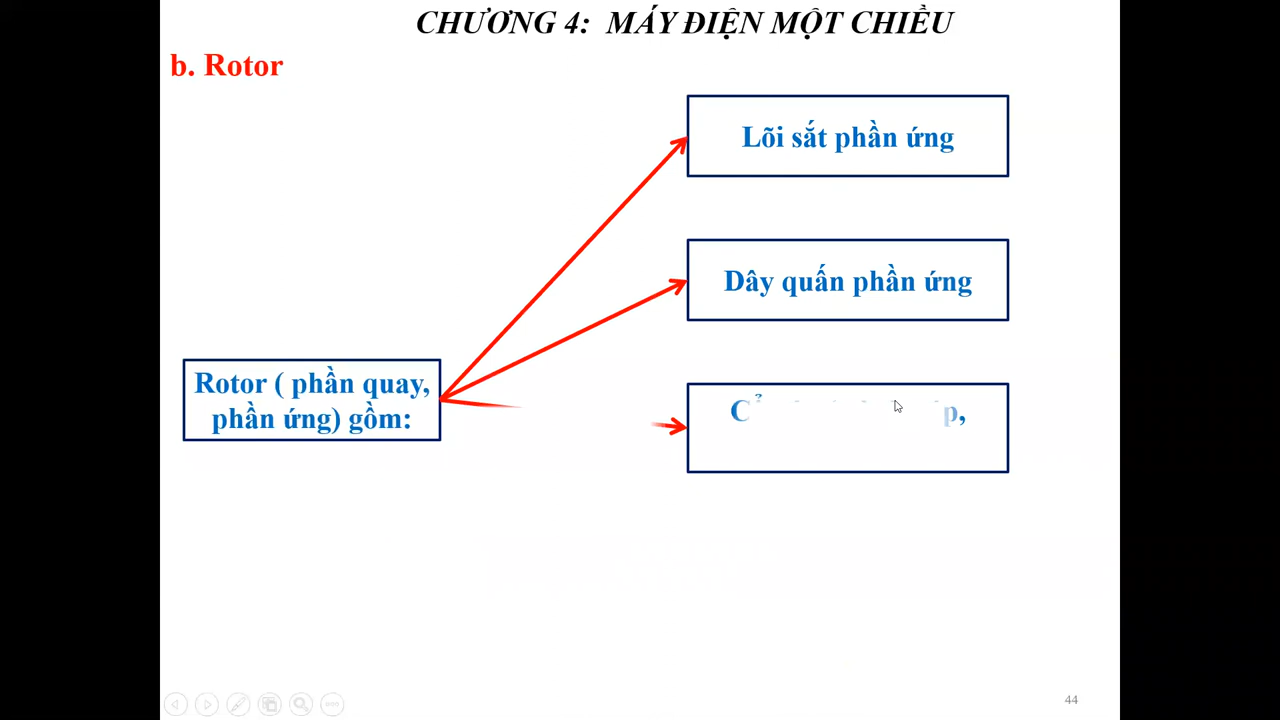 CHƯƠNG 4: MÁY ĐIỆN MỘT CHIỀU
b. Rotor
Lõi sắt phần ứng
Dây quấn phần ứng
Rotor ( phần quay,
phần ứng) gồm:
44